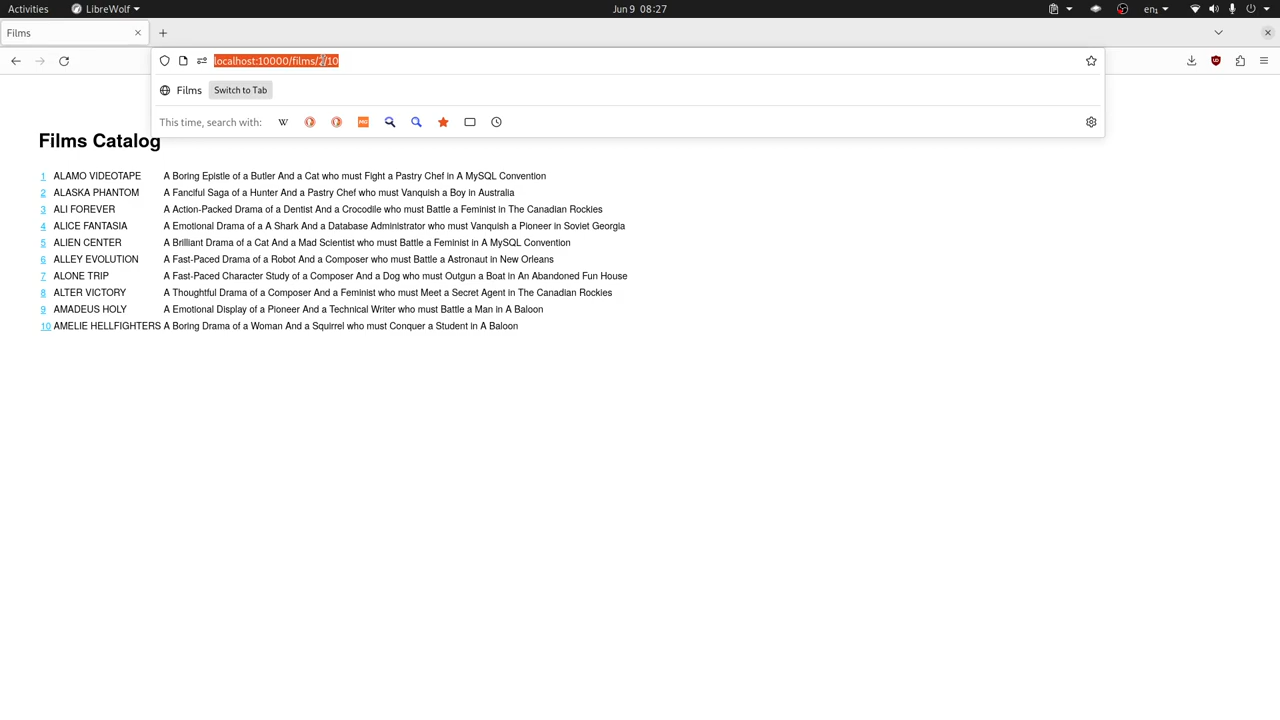 Activities LibreWolf Jun 9 08:27 en₁
Films
localhost:10000/films/2/10
Films Switch to Tab
This time, search with:
Films Catalog
1 ALAMO VIDEOTAPE A Boring Epistle of a Butler And a Cat who must Fight a Pastry Chef in A MySQL Convention
2 ALASKA PHANTOM A Fanciful Saga of a Hunter And a Pastry Chef who must Vanquish a Boy in Australia
3 ALI FOREVER A Action-Packed Drama of a Dentist And a Crocodile who must Battle a Feminist in The Canadian Rockies
4 ALICE FANTASIA A Emotional Drama of a A Shark And a Database Administrator who must Vanquish a Pioneer in Soviet Georgia
5 ALIEN CENTER A Brilliant Drama of a Cat And a Mad Scientist who must Battle a Feminist in A MySQL Convention
6 ALLEY EVOLUTION A Fast-Paced Drama of a Robot And a Composer who must Battle a Astronaut in New Orleans
7 ALONE TRIP A Fast-Paced Character Study of a Composer And a Dog who must Outgun a Boat in An Abandoned Fun House
8 ALTER VICTORY A Thoughtful Drama of a Composer And a Feminist who must Meet a Secret Agent in The Canadian Rockies
9 AMADEUS HOLY A Emotional Display of a Pioneer And a Technical Writer who must Battle a Man in A Baloon
10 AMELIE HELLFIGHTERS A Boring Drama of a Woman And a Squirrel who must Conquer a Student in A Baloon